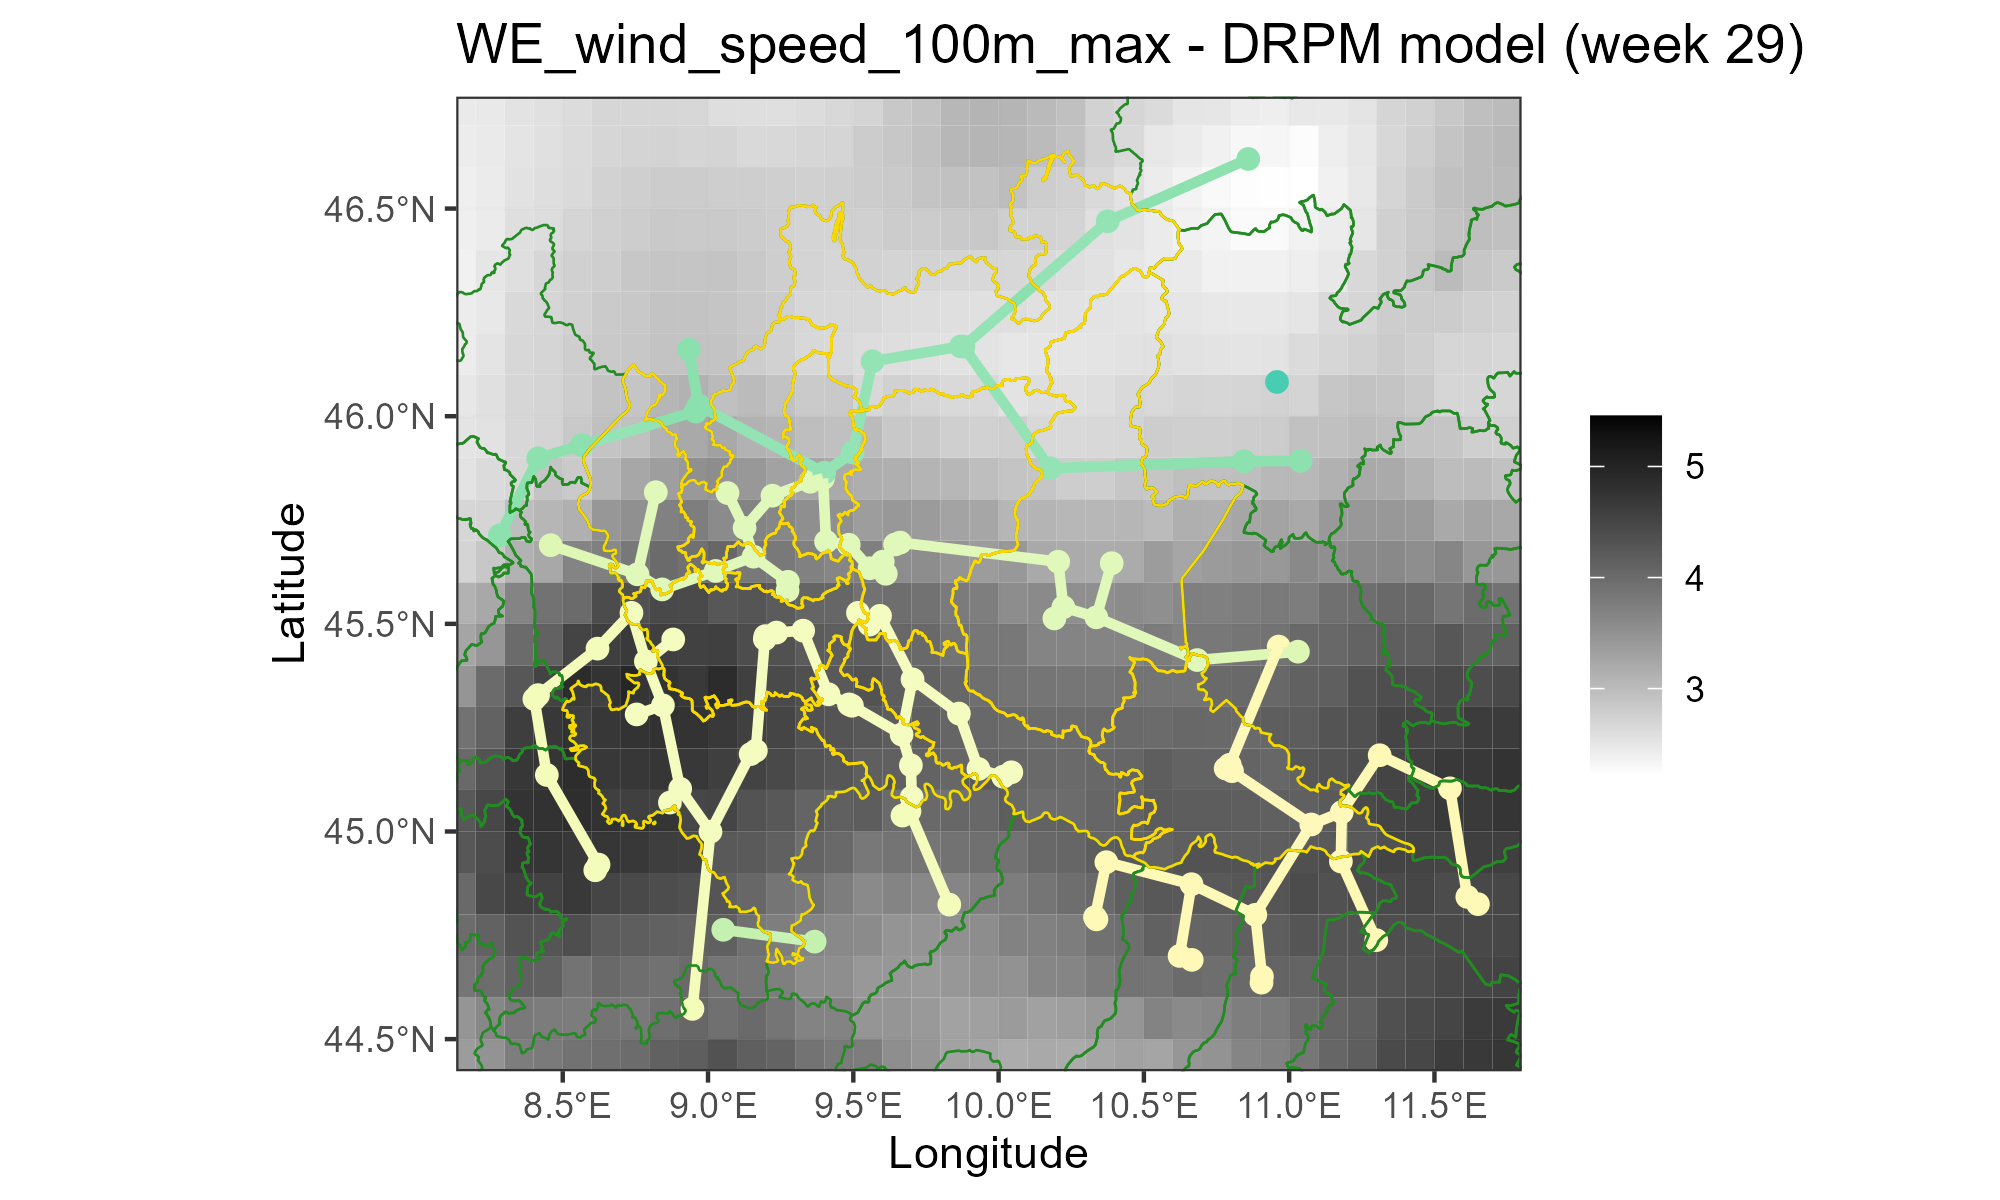 WE_wind_speed_100m_max - DRPM model (week 29)
46.5°N
46.0°N
45.5°N
45.0°N
44.5°N
Latitude
8.5°E 9.0°E 9.5°E 10.0°E 10.5°E 11.0°E 11.5°E
Longitude
5
4
3